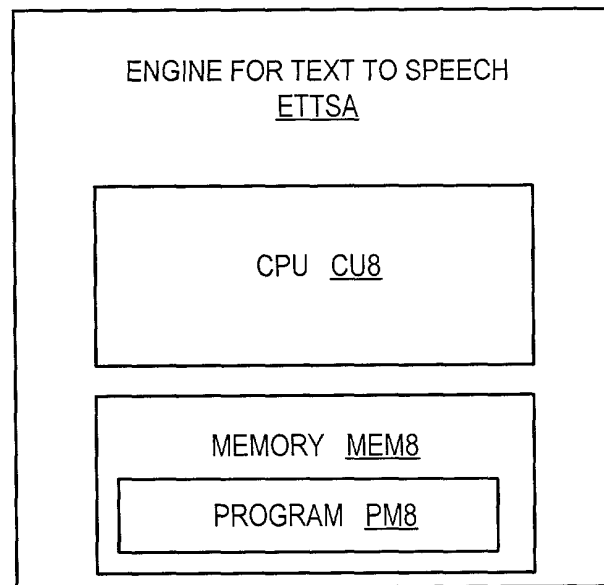 ENGINE FOR TEXT TO SPEECH
ETTSA
CPU CU8
MEMORY MEM8
PROGRAM PM8